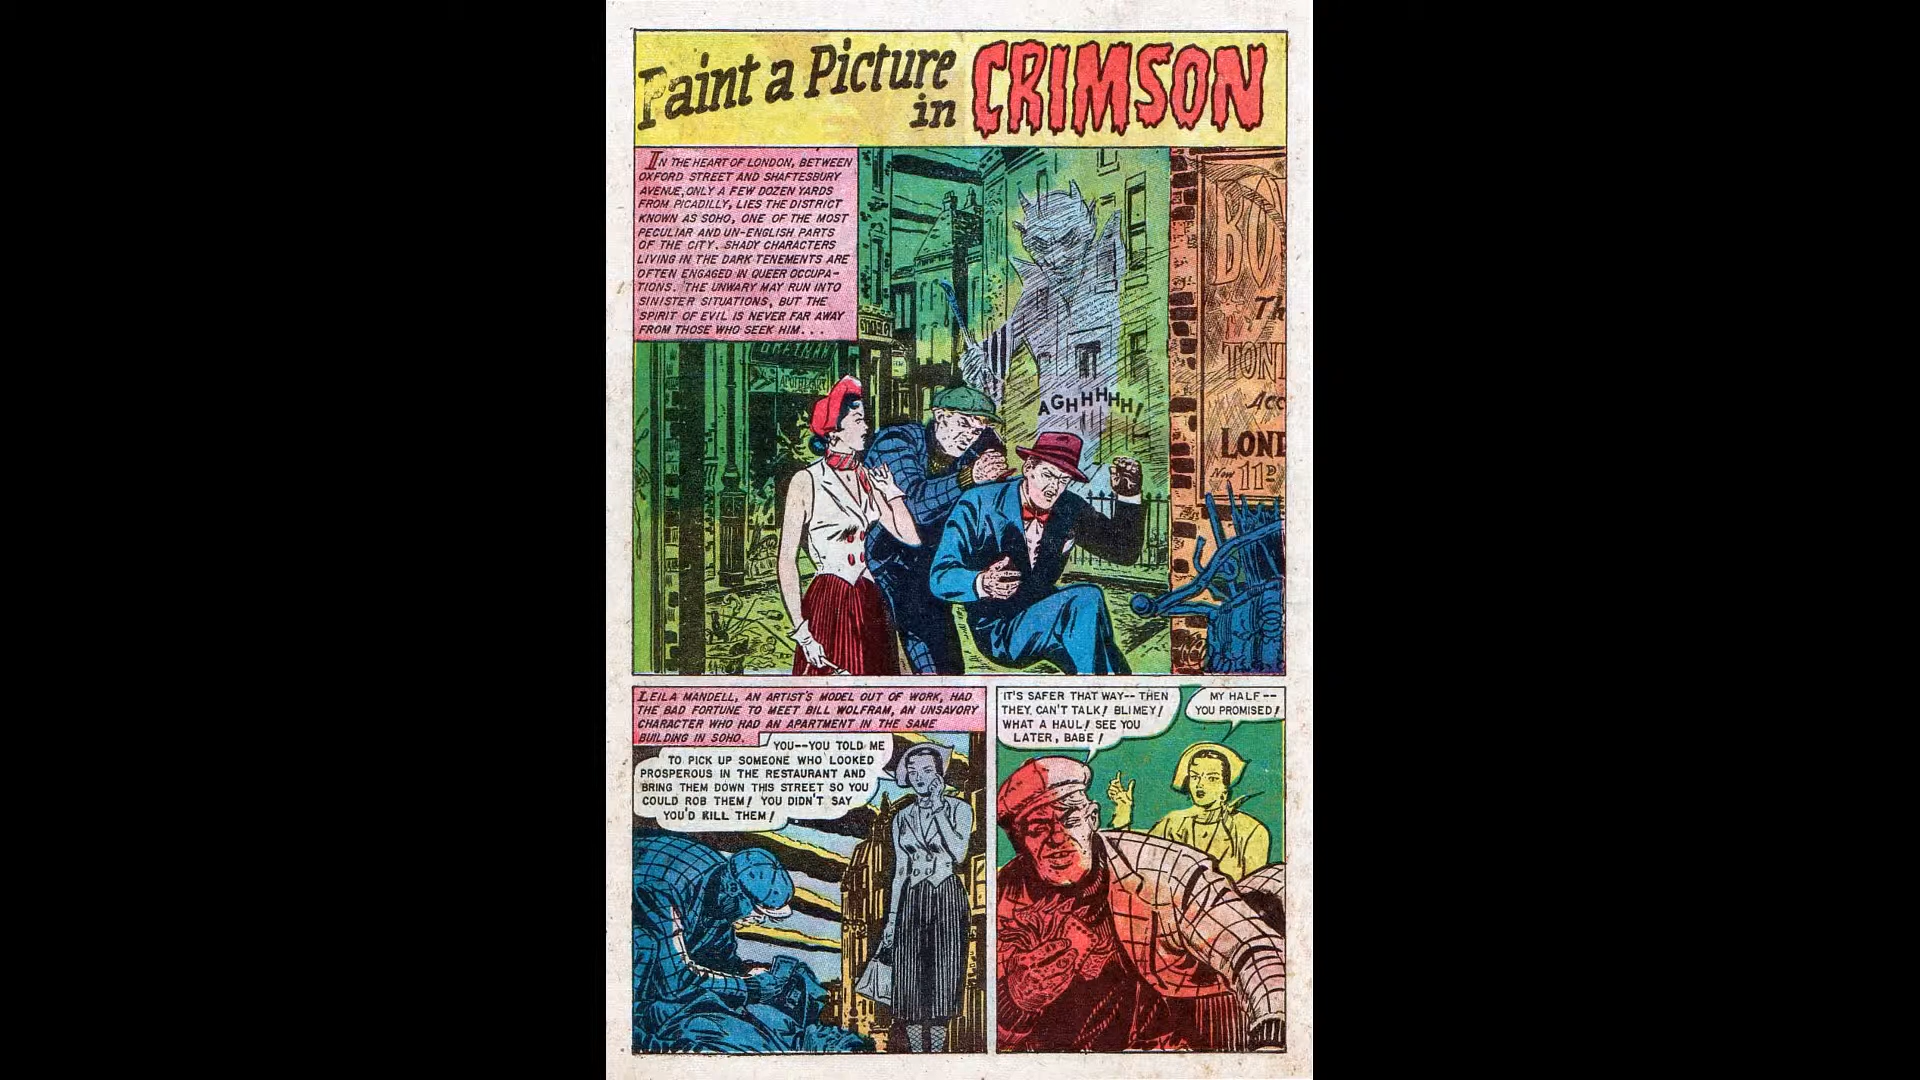 Paint a Picture
in CRIMSON
IN THE HEART OF LONDON, BETWEEN
OXFORD STREET AND SHAFTESBURY
AVENUE, ONLY A FEW DOZEN YARDS
FROM PICADILLY, LIES THE DISTRICT
KNOWN AS SOHO, ONE OF THE MOST
PECULIAR AND UN-ENGLISH PARTS
OF THE CITY. SHADY CHARACTERS
LIVING IN THE DARK TENEMENTS ARE
OFTEN ENGAGED IN QUEER OCCUPA-
TIONS. THE UNWARY MAY RUN INTO
SINISTER SITUATIONS, BUT THE
SPIRIT OF EVIL IS NEVER FAR AWAY
FROM THOSE WHO SEEK HIM...
AGHHHHHH!
BO
Th
TONI
Acc
LOND
Now 11D
LEILA MANDELL, AN ARTIST'S MODEL OUT OF WORK, HAD
THE BAD FORTUNE TO MEET BILL WOLFRAM, AN UNSAVORY
CHARACTER WHO HAD AN APARTMENT IN THE SAME
BUILDING IN SOHO.
YOU--YOU TOLD ME
TO PICK UP SOMEONE WHO LOOKED
PROSPEROUS IN THE RESTAURANT AND
BRING THEM DOWN THIS STREET SO YOU
COULD ROB THEM! YOU DIDN'T SAY
YOU'D KILL THEM!
IT'S SAFER THAT WAY-- THEN
THEY CAN'T TALK! BLIMEY!
WHAT A HAUL! SEE YOU
LATER, BABE!
MY HALF--
YOU PROMISED!